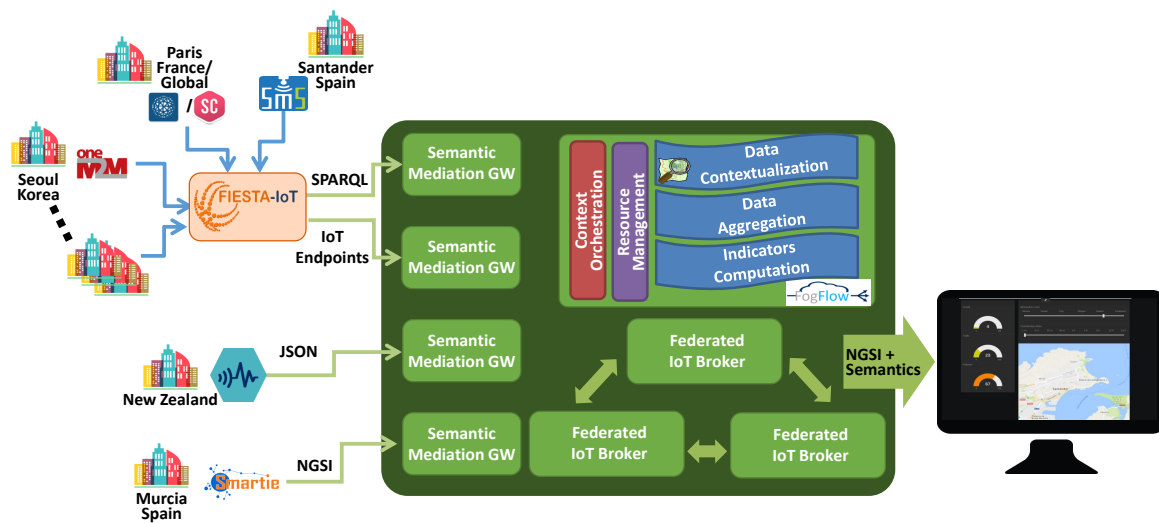 Paris
France/
Global
/
SC
Santander
Spain
SMS
one
M2M
Seoul
Korea
FIESTA-IoT
SPARQL
IoT
Endpoints
Semantic
Mediation GW
Semantic
Mediation GW
Context
Orchestration
Resource
Management
Data
Contextualization
Data
Aggregation
Indicators
Computation
FogFlow
New Zealand
JSON
Semantic
Mediation GW
Federated
IoT Broker
NGSI +
Semantics
Murcia
Spain
Smartie
NGSI
Semantic
Mediation GW
Federated
IoT Broker
Federated
IoT Broker